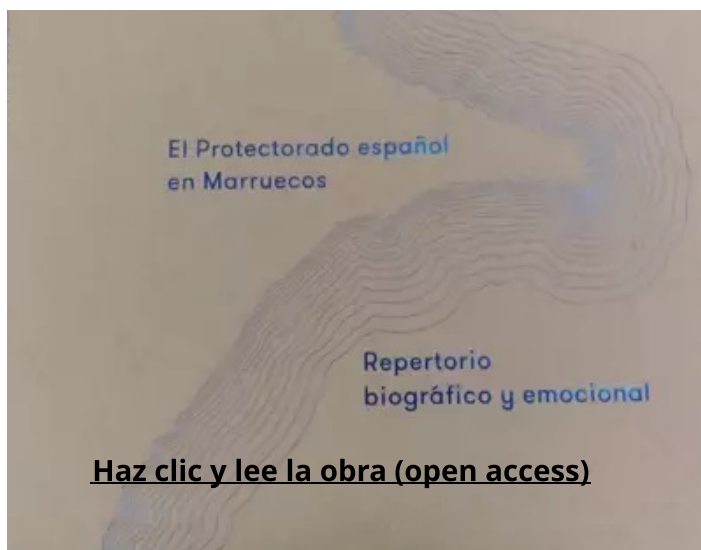 El Protectorado español
en Marruecos
Repertorio
biográfico y emocional
Haz clic y lee la obra (open access)